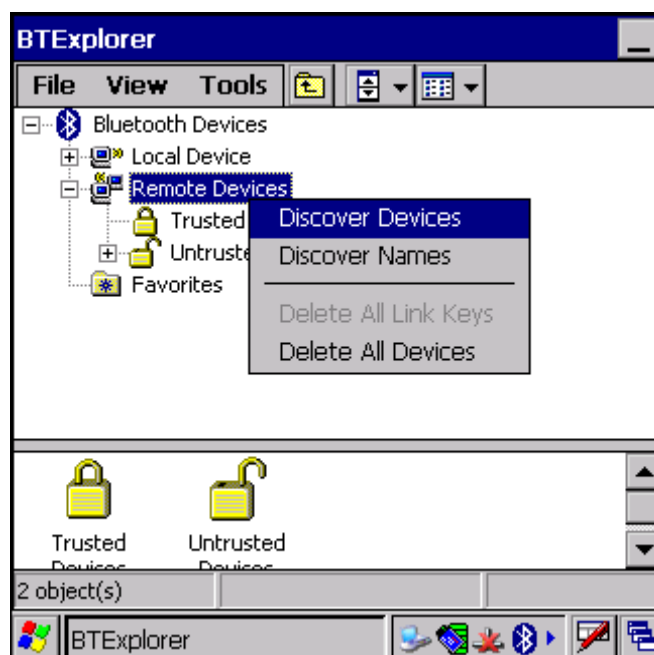 BTExplorer
File View Tools
Bluetooth Devices
Local Device
Remote Devices
Trusted
Discover Devices
Discover Names
Favorites
Delete All Link Keys
Delete All Devices
Trusted
Untrusted
2 object(s)
BTExplorer